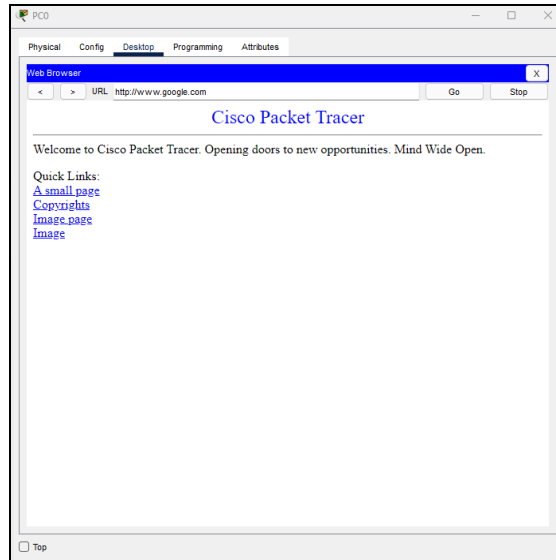 PC0
Physical Config Desktop Programming Attributes
Web Browser X
< > URL http://www.google.com Go Stop
Cisco Packet Tracer
Welcome to Cisco Packet Tracer. Opening doors to new opportunities. Mind Wide Open.
Quick Links:
A small page
Copyrights
Image page
Image
Top